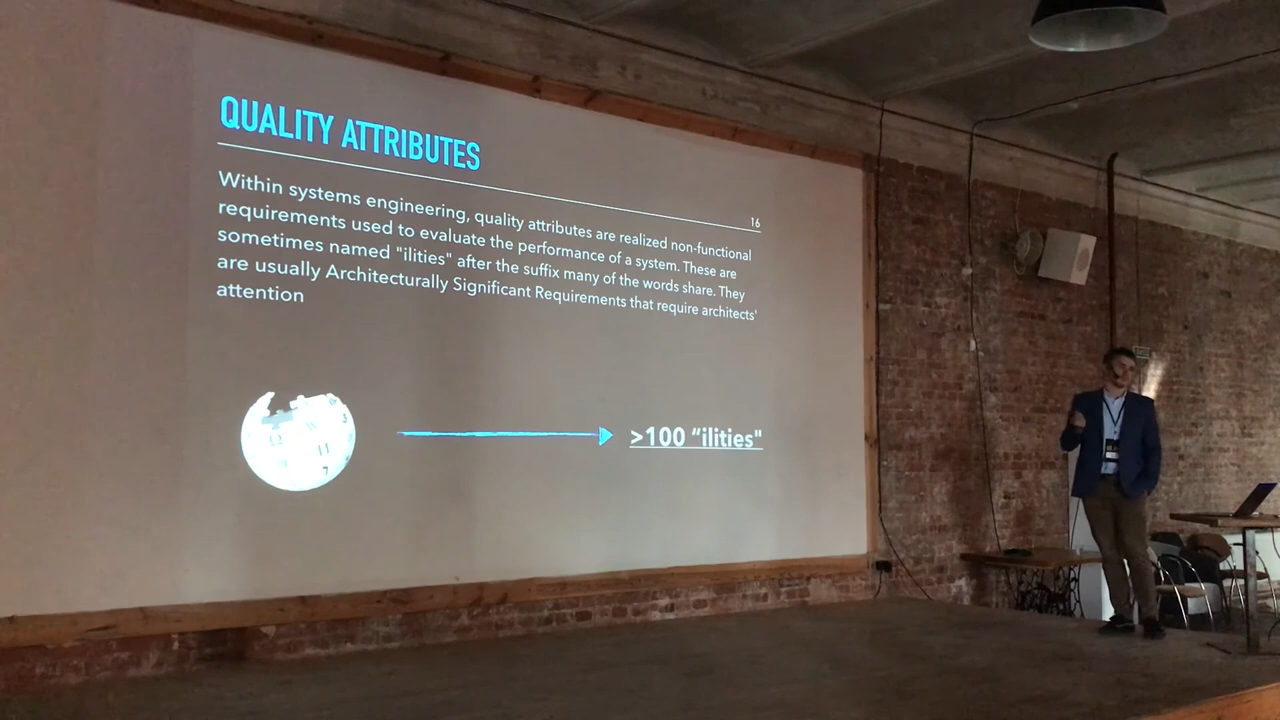 QUALITY ATTRIBUTES
16
Within systems engineering, quality attributes are realized non-functional
requirements used to evaluate the performance of a system. These are
sometimes named "ilities" after the suffix many of the words share. They
are usually Architecturally Significant Requirements that require architects'
attention
>100 “ilities"